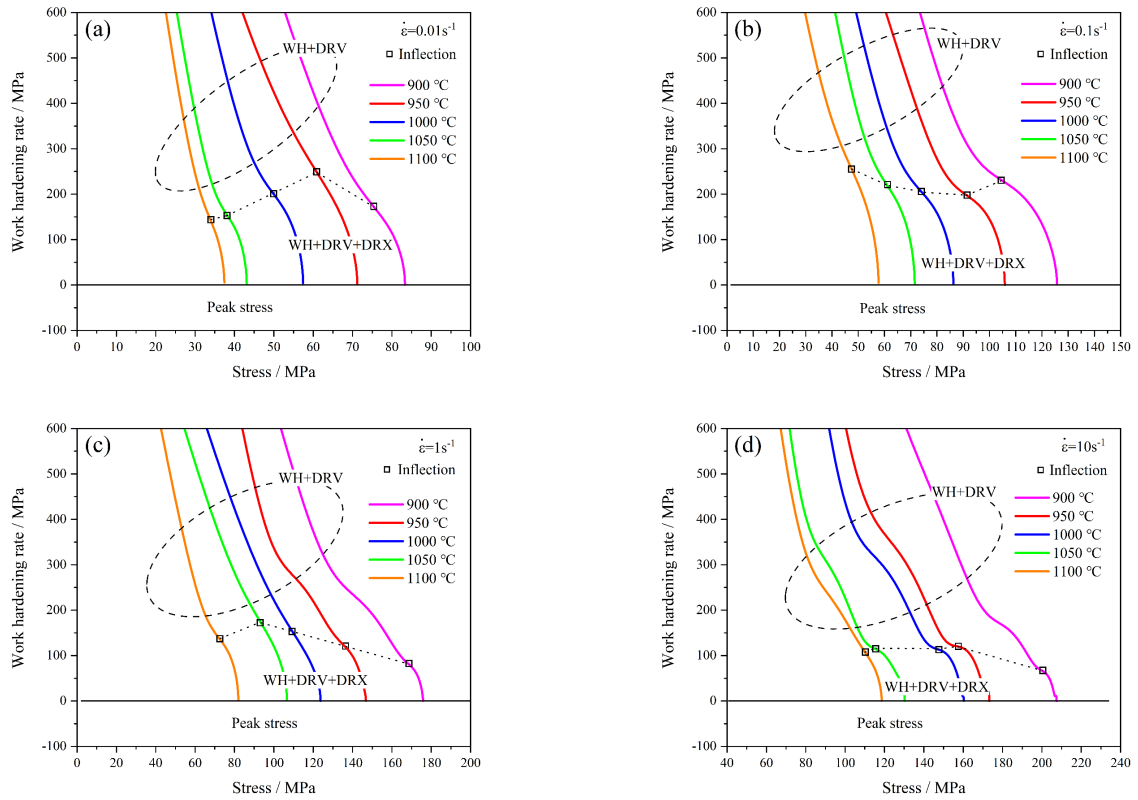 (a)
ε̇=0.01s⁻¹
WH+DRV
Inflection
900 ℃
950 ℃
1000 ℃
1050 ℃
1100 ℃
WH+DRV+DRX
Peak stress
600
500
400
300
200
100
0
-100
0 10 20 30 40 50 60 70 80 90 100
Work hardening rate / MPa
Stress / MPa
(b)
ε̇=0.1s⁻¹
WH+DRV
Inflection
900 ℃
950 ℃
1000 ℃
1050 ℃
1100 ℃
WH+DRV+DRX
Peak stress
600
500
400
300
200
100
0
-100
0 10 20 30 40 50 60 70 80 90 100 110 120 130 140 150
Work hardening rate / MPa
Stress / MPa
(c)
ε̇=1s⁻¹
Inflection
WH+DRV
900 ℃
950 ℃
1000 ℃
1050 ℃
1100 ℃
WH+DRV+DRX
Peak stress
600
500
400
300
200
100
0
-100
0 20 40 60 80 100 120 140 160 180 200
Work hardening rate / MPa
Stress / MPa
(d)
ε̇=10s⁻¹
Inflection
WH+DRV
900 ℃
950 ℃
1000 ℃
1050 ℃
1100 ℃
WH+DRV+DRX
Peak stress
600
500
400
300
200
100
0
-100
40 60 80 100 120 140 160 180 200 220 240
Work hardening rate / MPa
Stress / MPa